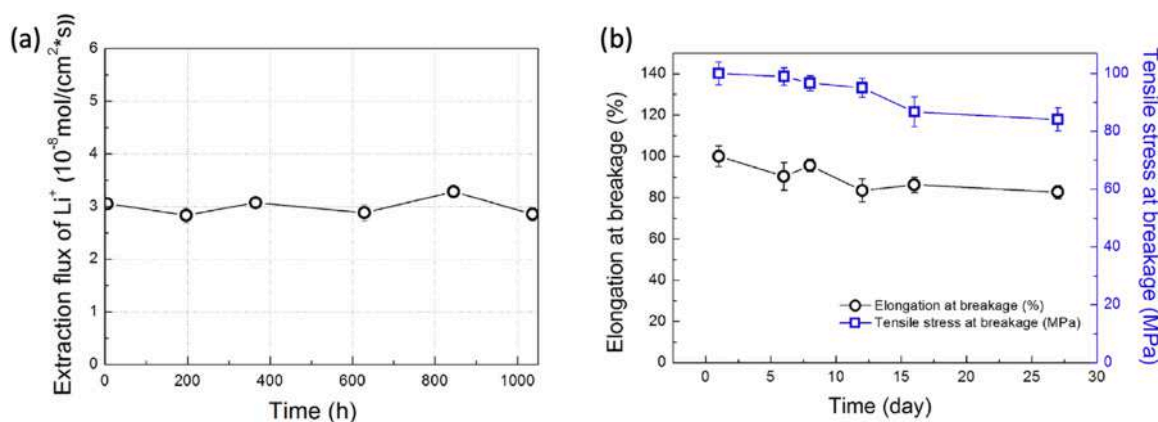 (a)
Extraction flux of Li⁺ (10⁻⁸mol/(cm²*s))
6
5
4
3
2
1
0
0 200 400 600 800 1000
Time (h)
(b)
Elongation at breakage (%)
140
120
100
80
60
40
20
0
0 5 10 15 20 25 30
Time (day)
Elongation at breakage (%)
Tensile stress at breakage (MPa)
100
80
60
40
20
0
Tensile stress at breakage (MPa)